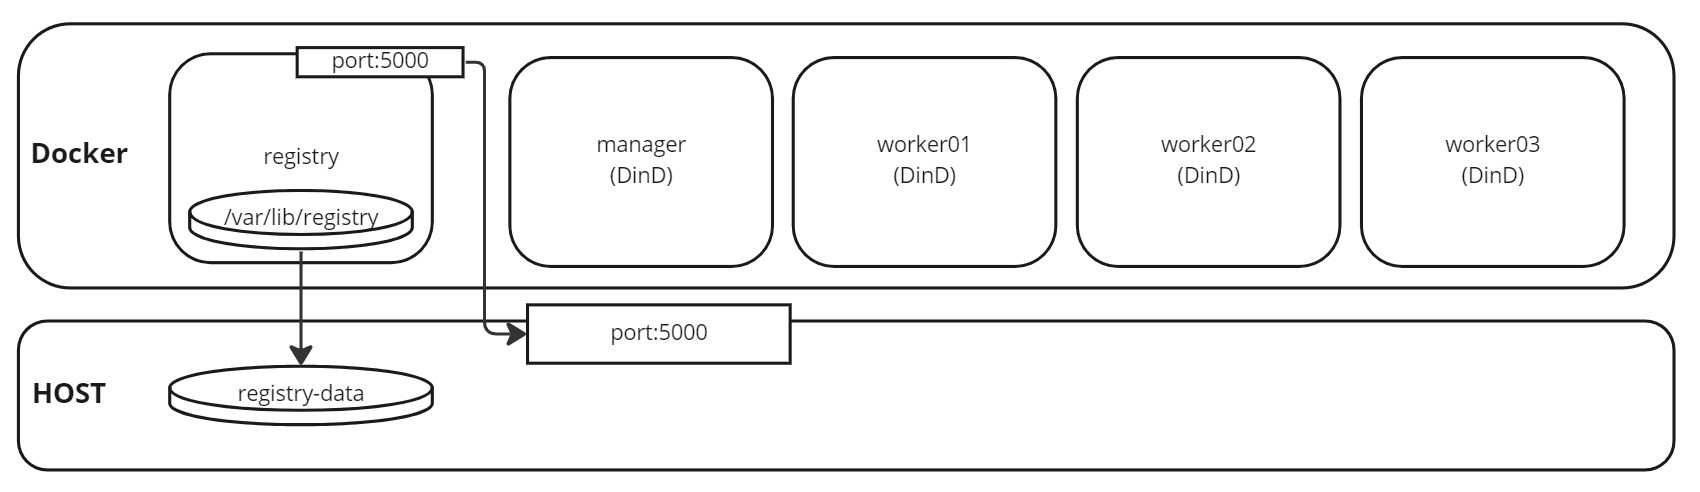 port:5000
Docker
registry
/var/lib/registry
manager
(DinD)
worker01
(DinD)
worker02
(DinD)
worker03
(DinD)
port:5000
HOST
registry-data